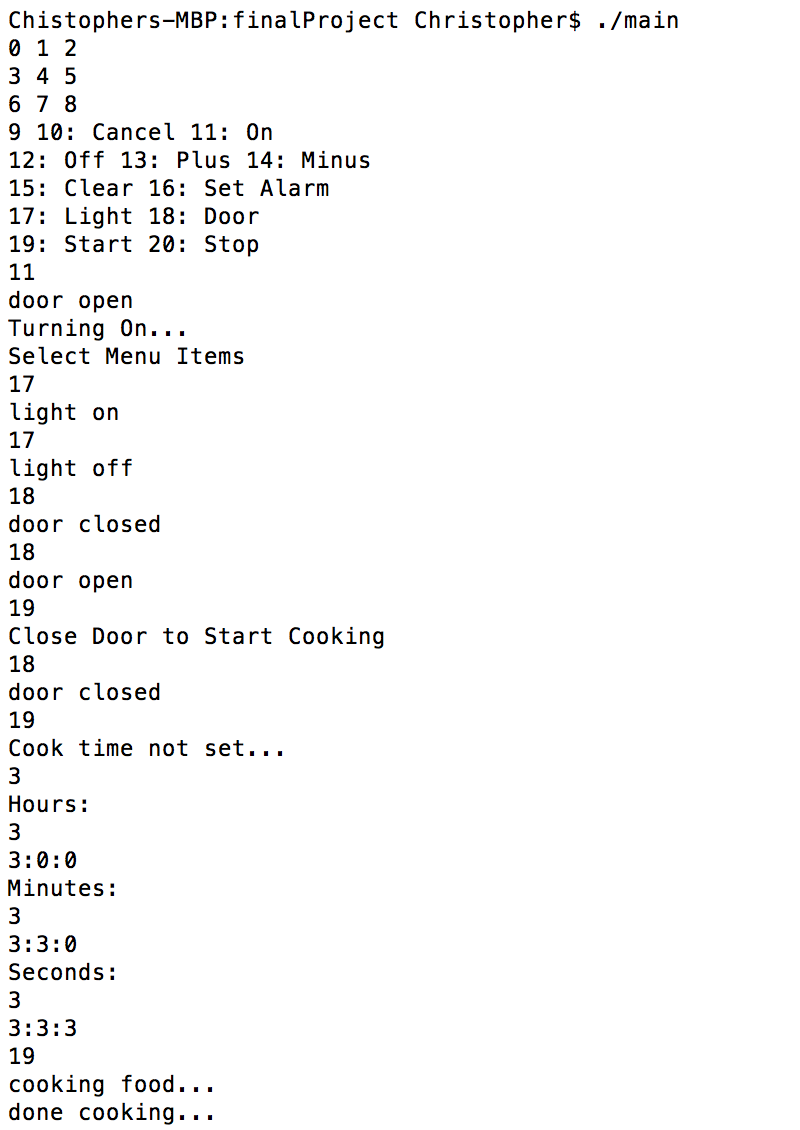 Chistophers-MBP:finalProject Christopher$ ./main
0 1 2
3 4 5
6 7 8
9 10: Cancel 11: On
12: Off 13: Plus 14: Minus
15: Clear 16: Set Alarm
17: Light 18: Door
19: Start 20: Stop
11
door open
Turning On...
Select Menu Items
17
light on
17
light off
18
door closed
18
door open
19
Close Door to Start Cooking
18
door closed
19
Cook time not set...
3
Hours:
3
3:0:0
Minutes:
3
3:3:0
Seconds:
3
3:3:3
19
cooking food...
done cooking...